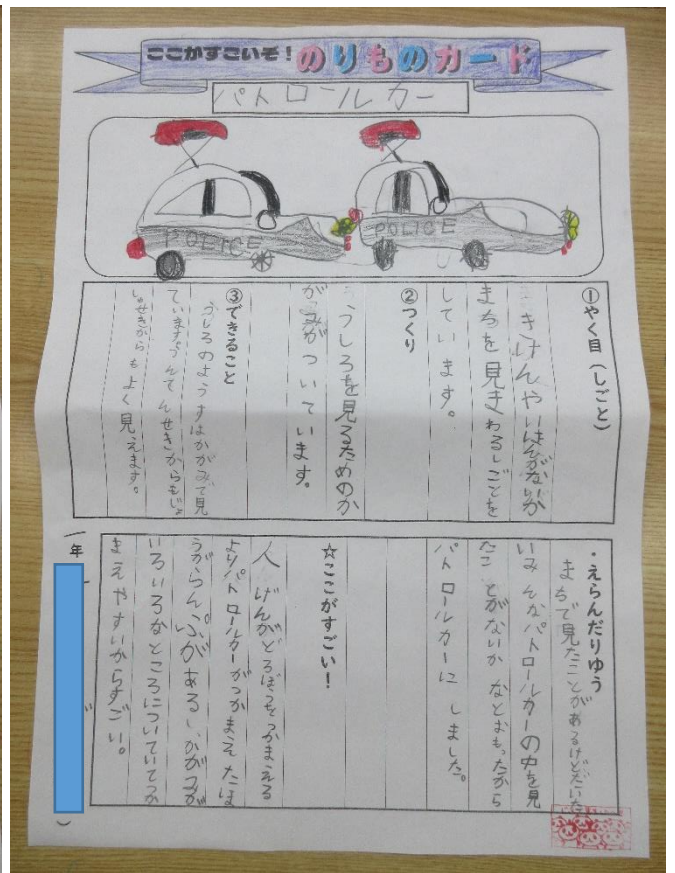 ここがすごいぞ！のりものカード
パトロールカー
POLICE
POLICE
①やく目（しごと）
きけんやいはんがないか
まちを見まわるしごとを
しています。
②つくり
うしろを見るためのか
がみがついています。
③できること
うしろのようすはかがみで見
ています。うんてんせきからもじょ
しゅせきからもよく見えます。
・えらんだりゆう
まちで見たことがあるけどだいた
いみんなパトロールカーの中を見
たことがないかなとおもったから
パトロールカーにしました。
☆ここがすごい！
人げんがどろぼうをつかまえる
よりパトロールカーがつかまえたほ
うがらんぷがあるしかがみが
いろいろなところについていてつか
まえやすいからすごい。
一年